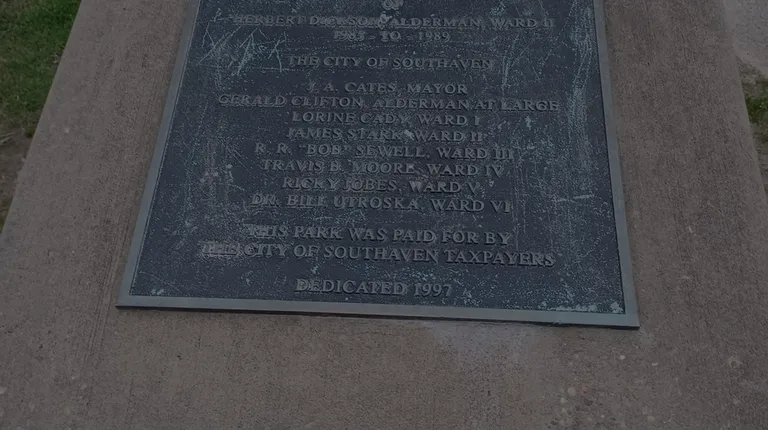 OF
HERBERT DICKSON, ALDERMAN, WARD II
1983 - TO - 1989
THE CITY OF SOUTHAVEN
J. A. CATES, MAYOR
GERALD CLIFTON, ALDERMAN AT LARGE
LORINE CADY, WARD I
JAMES STARK, WARD II
R. R. "BOB" SEWELL, WARD III
TRAVIS B. MOORE, WARD IV
RICKY JOBES, WARD V
DR. BILL UTROSKA, WARD VI
THIS PARK WAS PAID FOR BY
THE CITY OF SOUTHAVEN TAXPAYERS
DEDICATED 1997